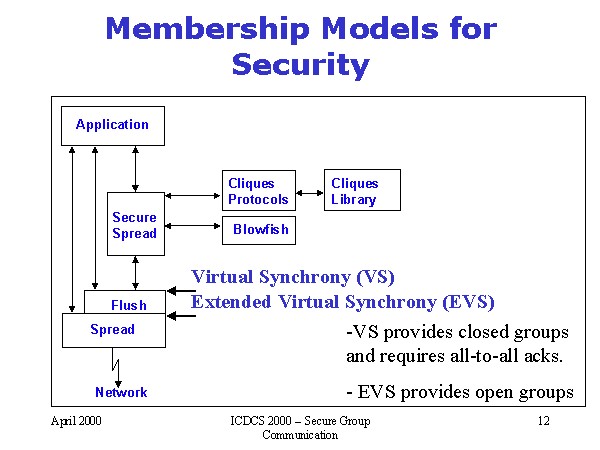 Membership Models for
Security
Application
Cliques
Protocols
Cliques
Library
Secure
Spread
Blowfish
Virtual Synchrony (VS)
Flush
Extended Virtual Synchrony (EVS)
Spread
-VS provides closed groups
and requires all-to-all acks.
Network
- EVS provides open groups
April 2000
ICDCS 2000 – Secure Group
Communication
12